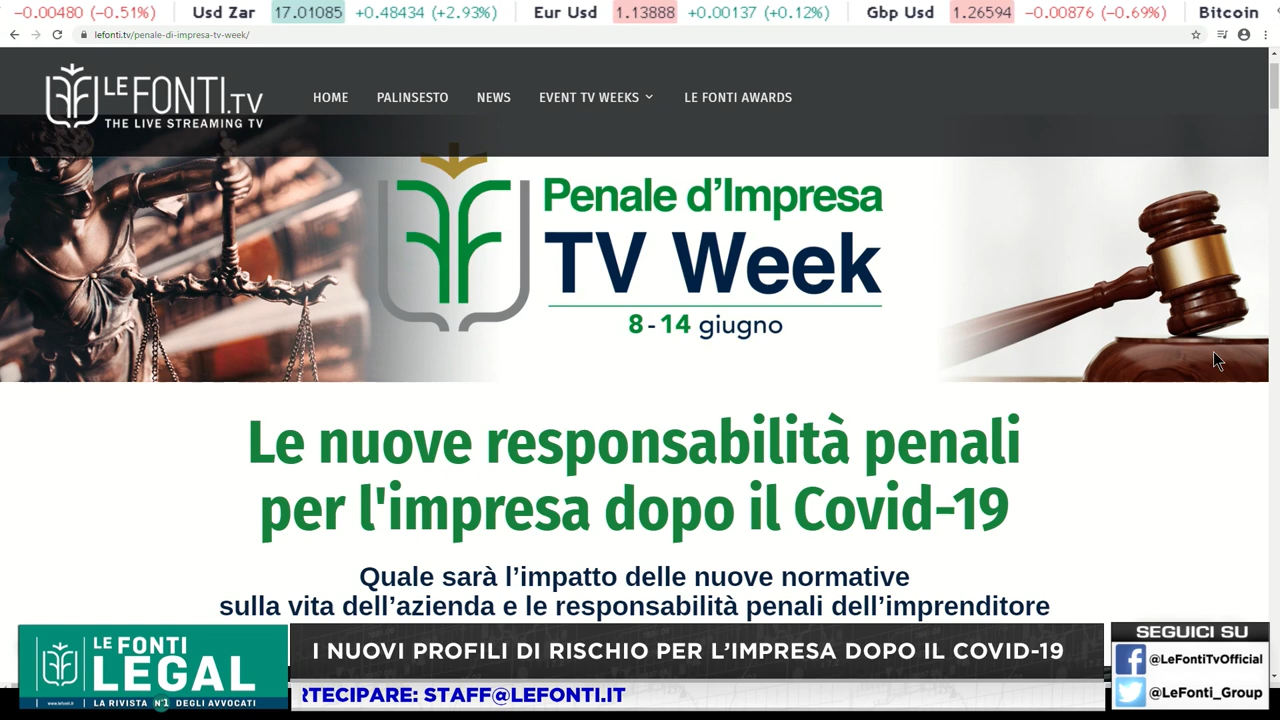 −0.00480 (−0.51%) Usd Zar 17.01085 +0.48434 (+2.93%) Eur Usd 1.13888 +0.00137 (+0.12%) Gbp Usd 1.26594 −0.00876 (−0.69%) Bitcoin
lefonti.tv/penale-di-impresa-tv-week/
LE FONTI.TV
THE LIVE STREAMING TV
HOME PALINSESTO NEWS EVENT TV WEEKS LE FONTI AWARDS
Penale d'Impresa
TV Week
8 - 14 giugno
Le nuove responsabilità penali
per l'impresa dopo il Covid-19
Quale sarà l'impatto delle nuove normative
sulla vita dell'azienda e le responsabilità penali dell'imprenditore
LE FONTI
LEGAL
www.lefonti.it LA RIVISTA N°1 DEGLI AVVOCATI
I NUOVI PROFILI DI RISCHIO PER L'IMPRESA DOPO IL COVID-19
RTECIPARE: STAFF@LEFONTI.IT
SEGUICI SU
@LeFontiTvOfficial
@LeFonti_Group